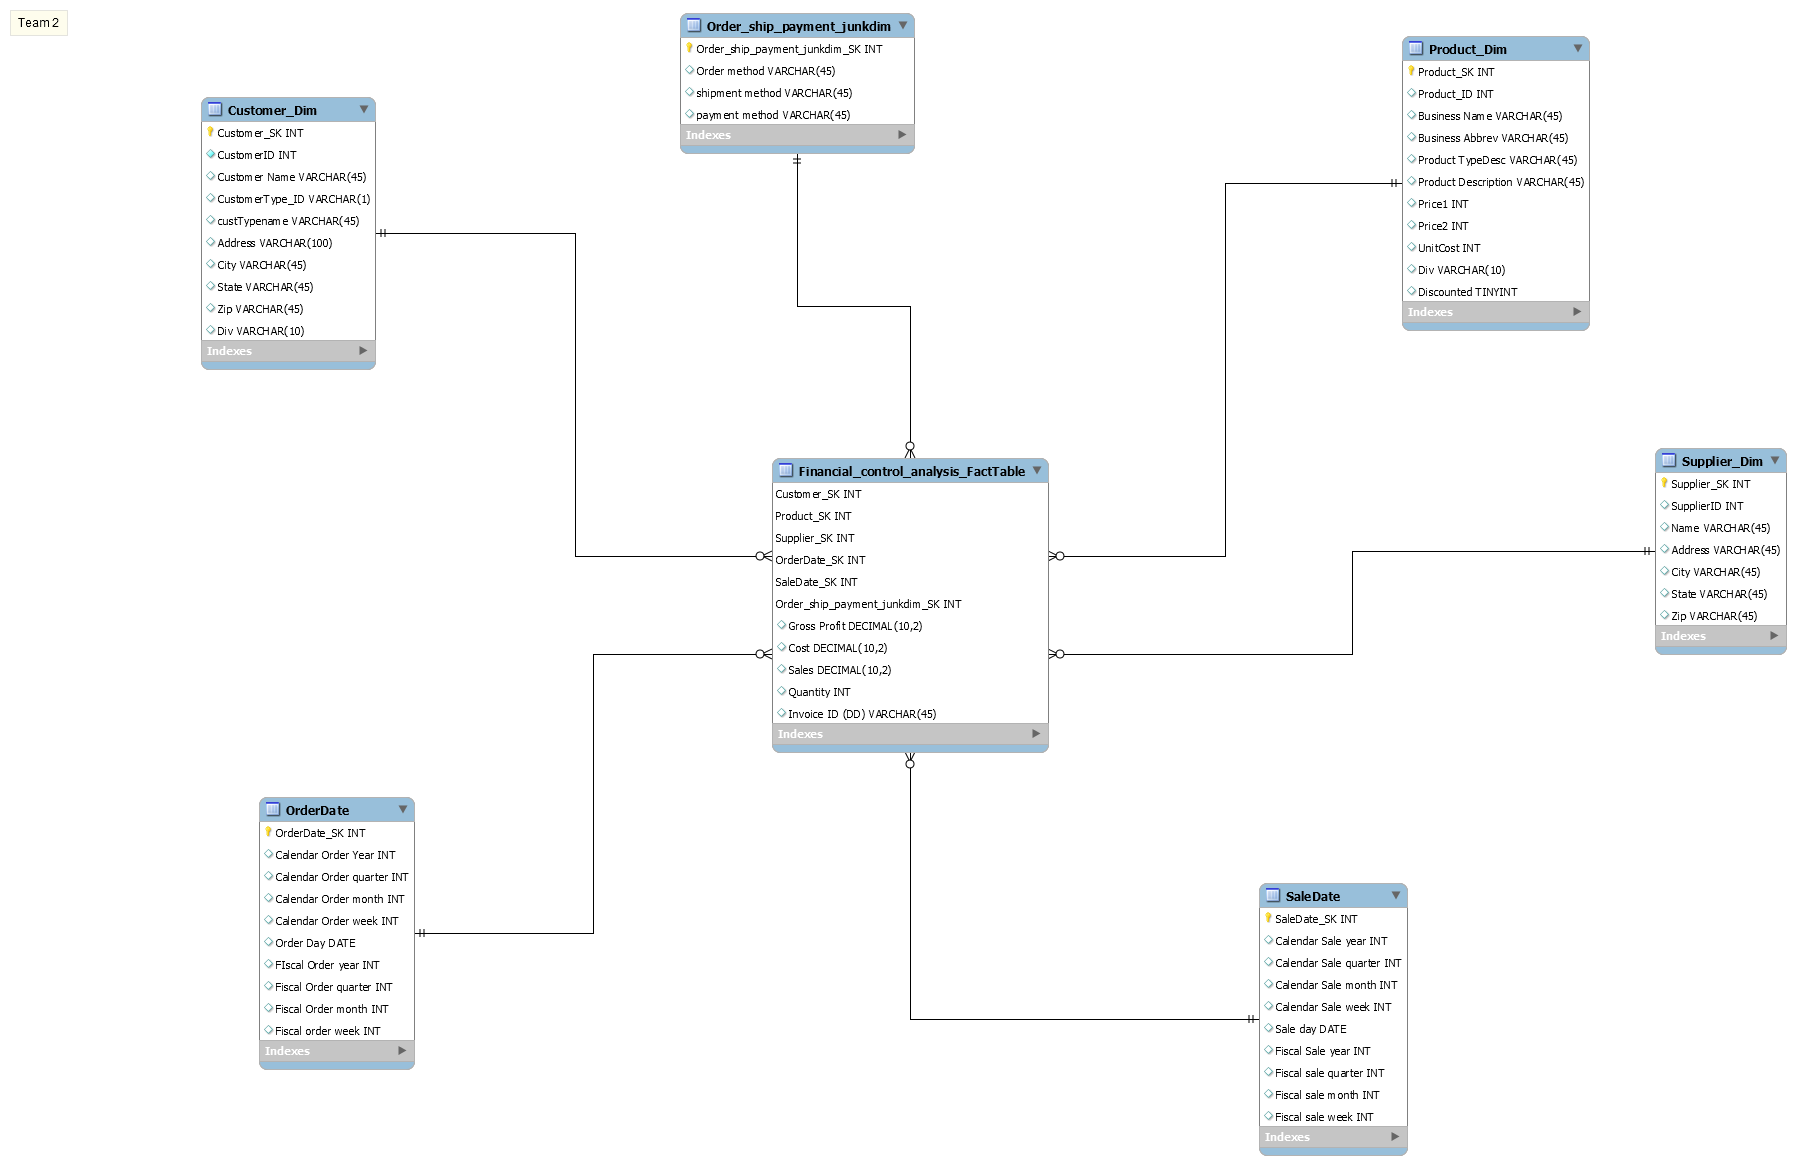 Team 2
Order_ship_payment_junkdim
Order_ship_payment_junkdim_SK INT
Order method VARCHAR(45)
shipment method VARCHAR(45)
payment method VARCHAR(45)
Indexes
Product_Dim
Product_SK INT
Product_ID INT
Business Name VARCHAR(45)
Business Abbrev VARCHAR(45)
Product TypeDesc VARCHAR(45)
Product Description VARCHAR(45)
Price1 INT
Price2 INT
UnitCost INT
Div VARCHAR(10)
Discounted TINYINT
Indexes
Customer_Dim
Customer_SK INT
CustomerID INT
Customer Name VARCHAR(45)
CustomerType_ID VARCHAR(1)
custTypename VARCHAR(45)
Address VARCHAR(100)
City VARCHAR(45)
State VARCHAR(45)
Zip VARCHAR(45)
Div VARCHAR(10)
Indexes
Financial_control_analysis_FactTable
Customer_SK INT
Product_SK INT
Supplier_SK INT
OrderDate_SK INT
SaleDate_SK INT
Order_ship_payment_junkdim_SK INT
Gross Profit DECIMAL(10,2)
Cost DECIMAL(10,2)
Sales DECIMAL(10,2)
Quantity INT
Invoice ID (DD) VARCHAR(45)
Indexes
Supplier_Dim
Supplier_SK INT
SupplierID INT
Name VARCHAR(45)
Address VARCHAR(45)
City VARCHAR(45)
State VARCHAR(45)
Zip VARCHAR(45)
Indexes
OrderDate
OrderDate_SK INT
Calendar Order Year INT
Calendar Order quarter INT
Calendar Order month INT
Calendar Order week INT
Order Day DATE
FIscal Order year INT
Fiscal Order quarter INT
Fiscal Order month INT
Fiscal order week INT
Indexes
SaleDate
SaleDate_SK INT
Calendar Sale year INT
Calendar Sale quarter INT
Calendar Sale month INT
Calendar Sale week INT
Sale day DATE
Fiscal Sale year INT
Fiscal sale quarter INT
Fiscal sale month INT
Fiscal sale week INT
Indexes